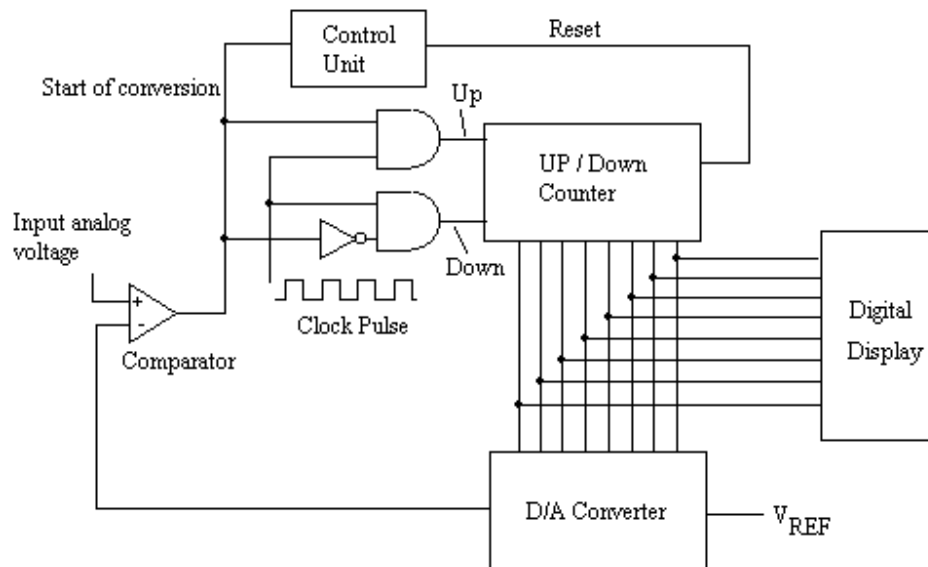 Control
Unit
Reset
Start of conversion
Up
UP / Down
Counter
Input analog
voltage
+
-
Down
Clock Pulse
Comparator
Digital
Display
D/A Converter
VREF